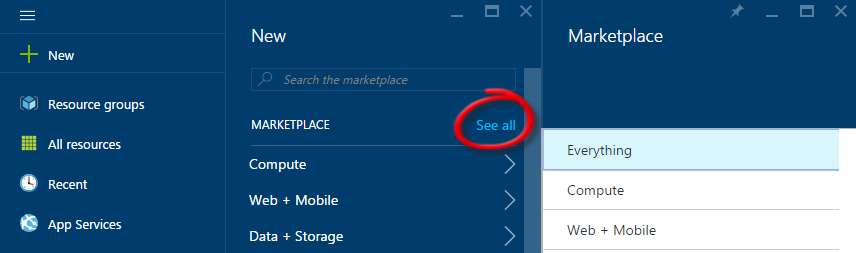 New
Resource groups
All resources
Recent
App Services
New
Search the marketplace
MARKETPLACE See all
Compute
Web + Mobile
Data + Storage
Marketplace
Everything
Compute
Web + Mobile